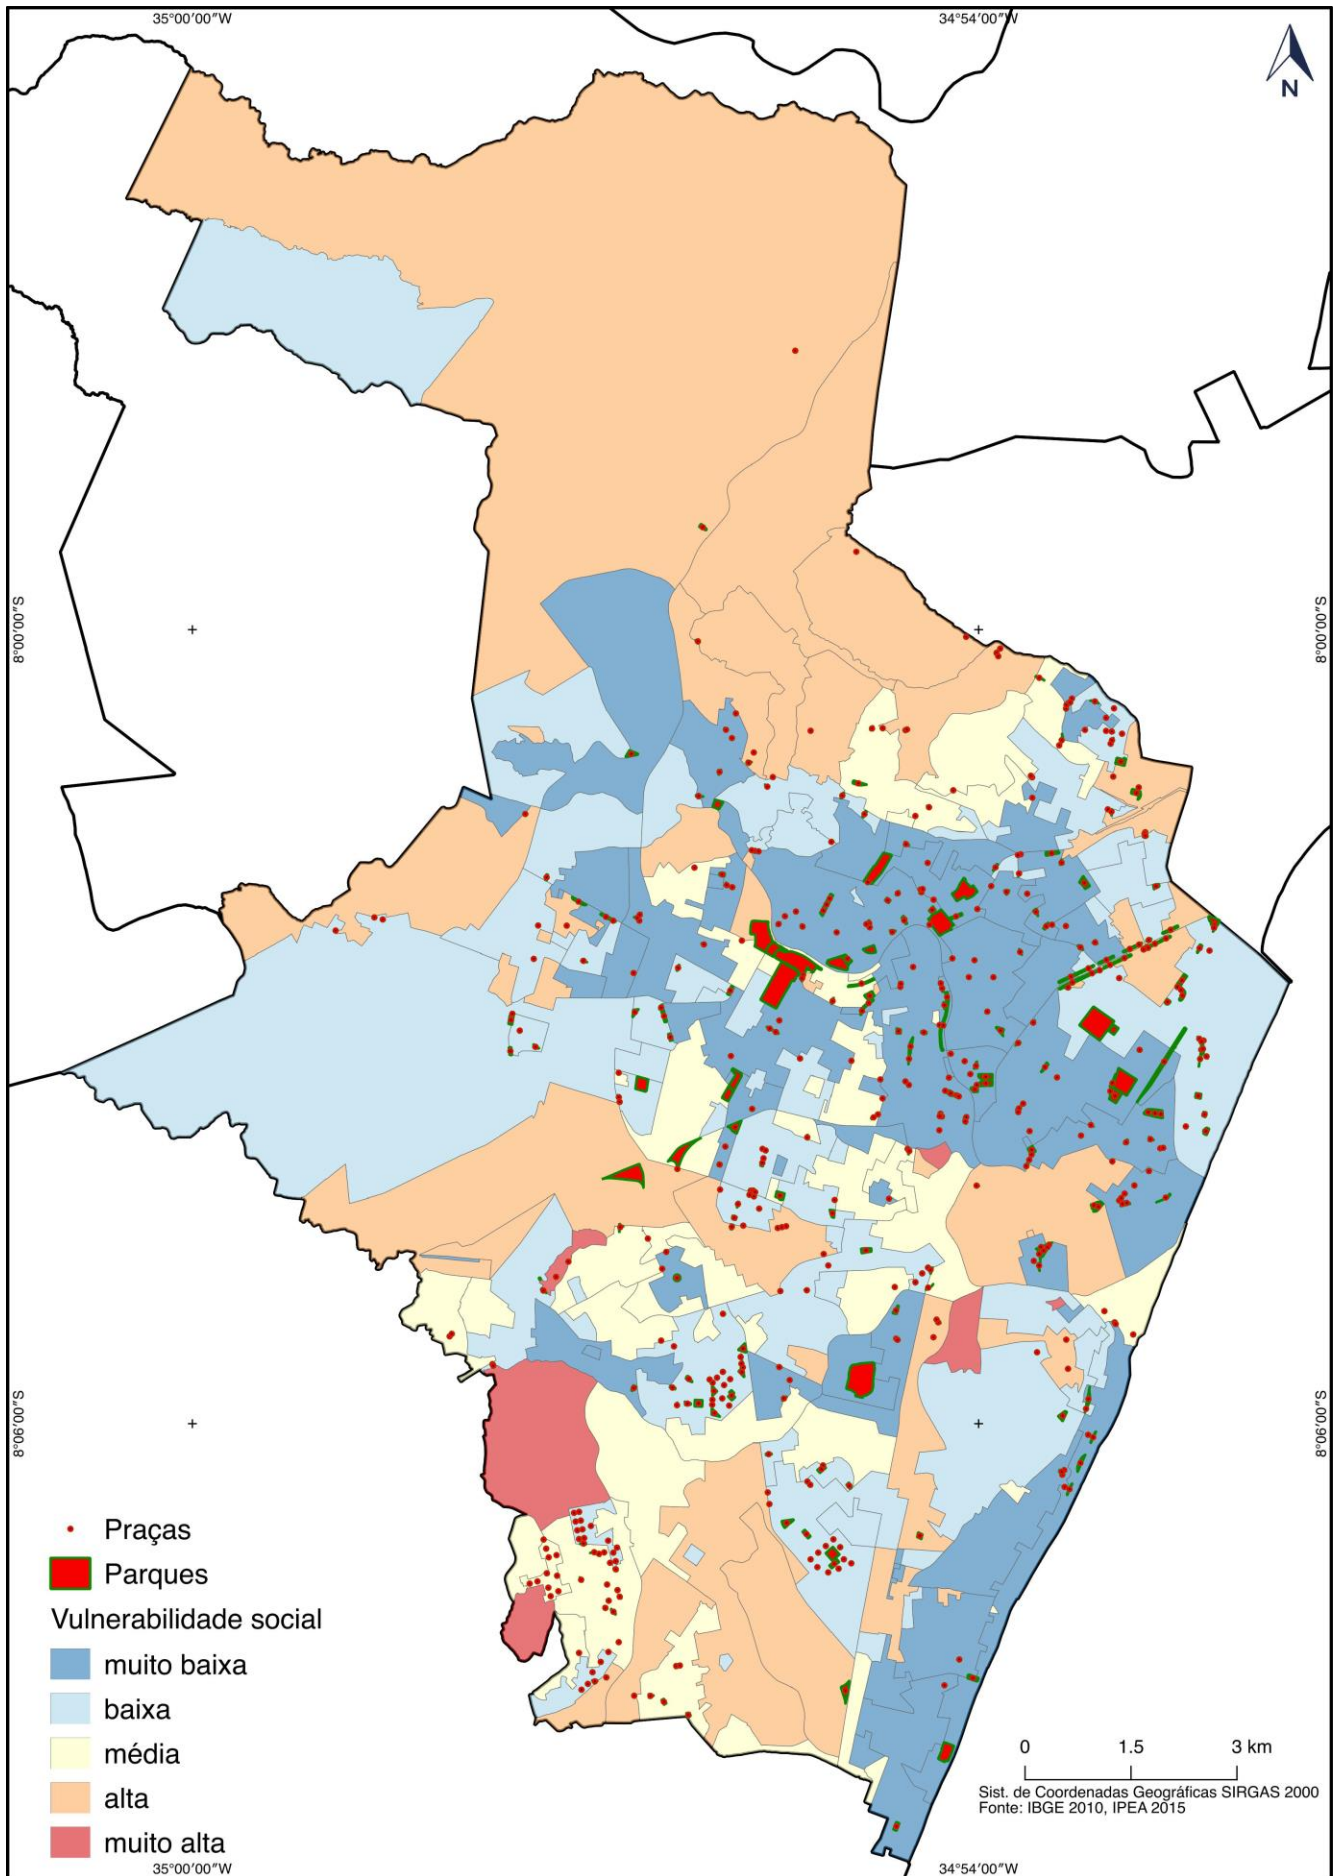 35°00'00"W
34°54'00"W
N
8°00'00"S
8°00'00"S
8°06'00"S
8°06'00"S
Praças
Parques
Vulnerabilidade social
muito baixa
baixa
média
alta
muito alta
0 1.5 3 km
Sist. de Coordenadas Geográficas SIRGAS 2000
Fonte: IBGE 2010, IPEA 2015
35°00'00"W
34°54'00"W